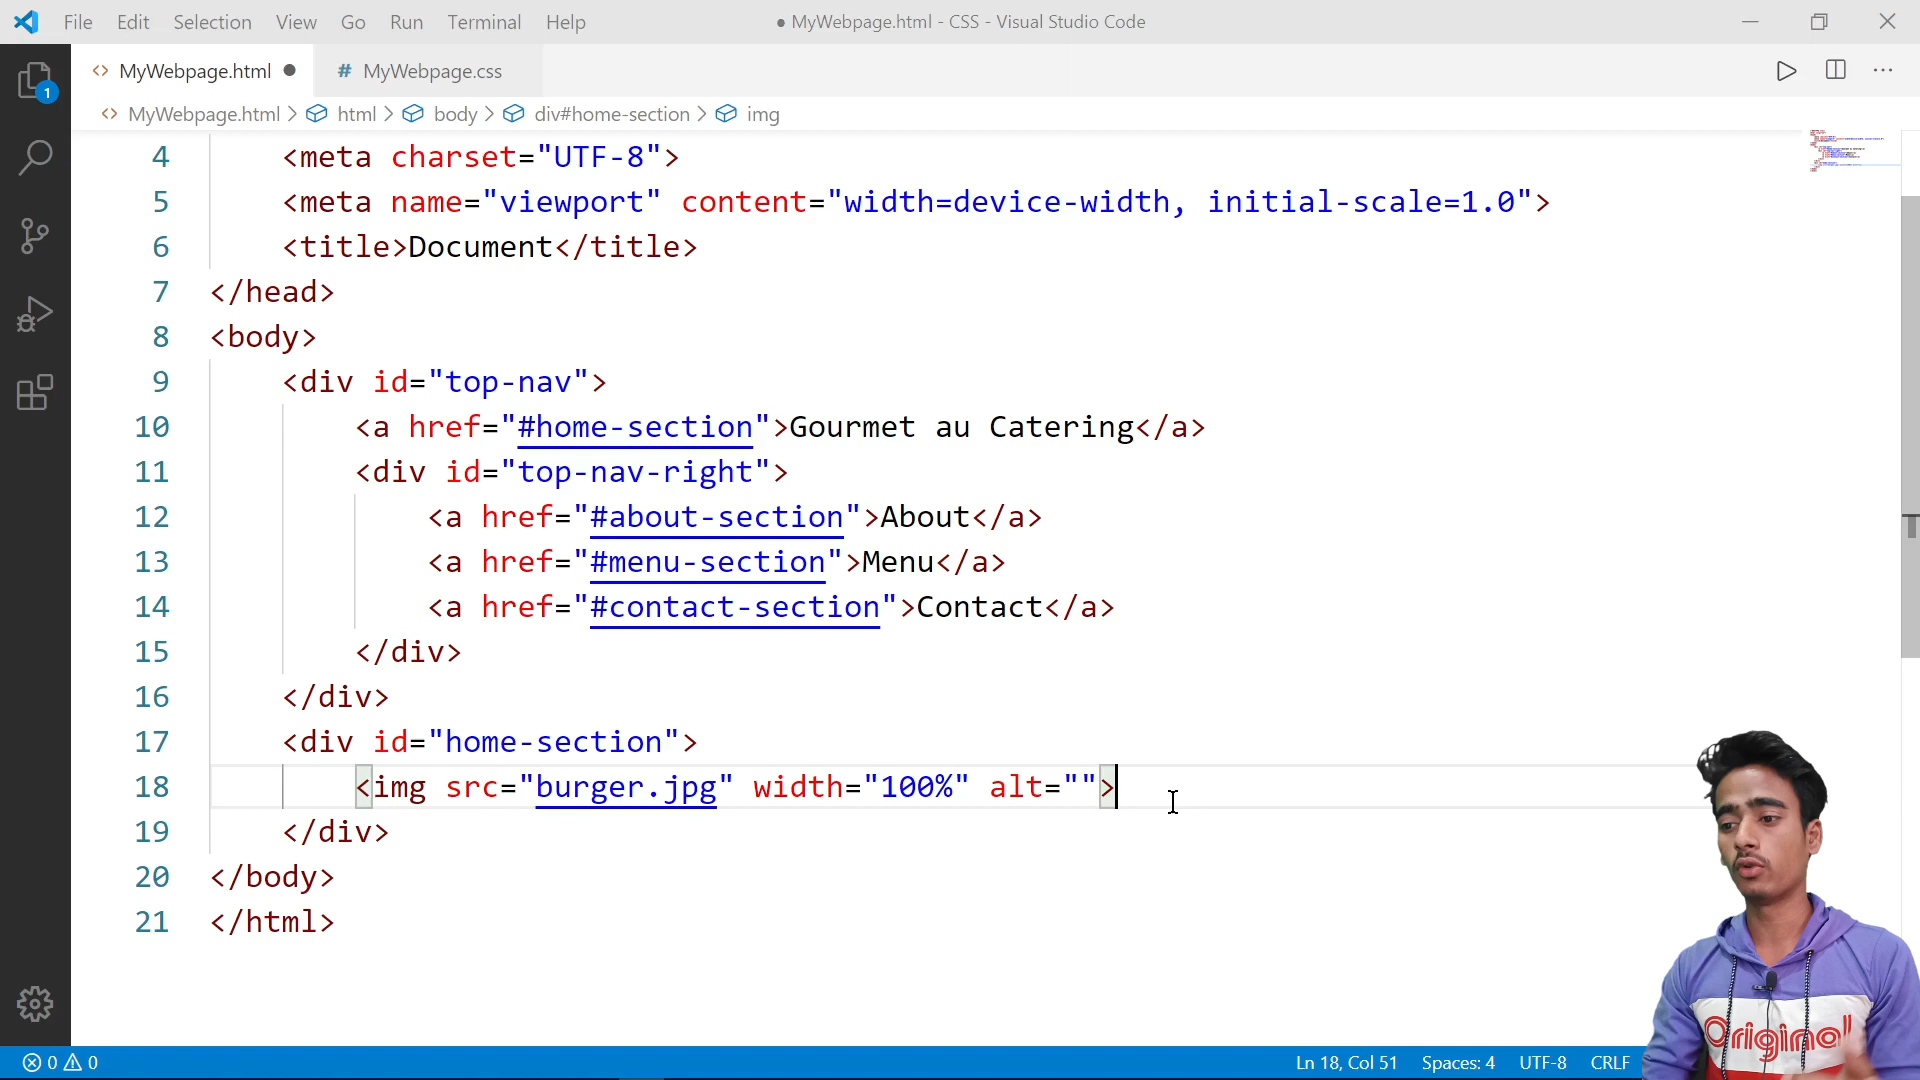 File Edit Selection View Go Run Terminal Help ● MyWebpage.html - CSS - Visual Studio Code
<> MyWebpage.html ● # MyWebpage.css
<> MyWebpage.html > html > body > div#home-section > img
1
4 <meta charset="UTF-8">
5 <meta name="viewport" content="width=device-width, initial-scale=1.0">
6 <title>Document</title>
7 </head>
8 <body>
9 <div id="top-nav">
10 <a href="#home-section">Gourmet au Catering</a>
11 <div id="top-nav-right">
12 <a href="#about-section">About</a>
13 <a href="#menu-section">Menu</a>
14 <a href="#contact-section">Contact</a>
15 </div>
16 </div>
17 <div id="home-section">
18 <img src="burger.jpg" width="100%" alt="">
19 </div>
20 </body>
21 </html>
Original
0 0 Ln 18, Col 51 Spaces: 4 UTF-8 CRLF